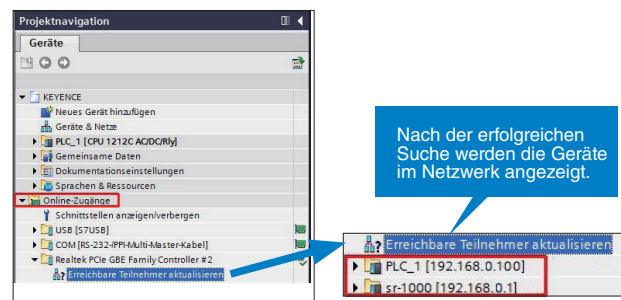 Projektnavigation
Geräte
KEYENCE
Neues Gerät hinzufügen
Geräte & Netze
PLC_1 [CPU 1212C AC/DC/Rly]
Gemeinsame Daten
Dokumentationseinstellungen
Sprachen & Ressourcen
Online-Zugänge
Schnittstellen anzeigen/verbergen
USB [S7USB]
COM [RS-232-/PPI-Multi-Master-Kabel]
Realtek PCIe GBE Family Controller #2
Erreichbare Teilnehmer aktualisieren
Nach der erfolgreichen
Suche werden die Geräte
im Netzwerk angezeigt.
Erreichbare Teilnehmer aktualisieren
PLC_1 [192.168.0.100]
sr-1000 [192.168.0.1]